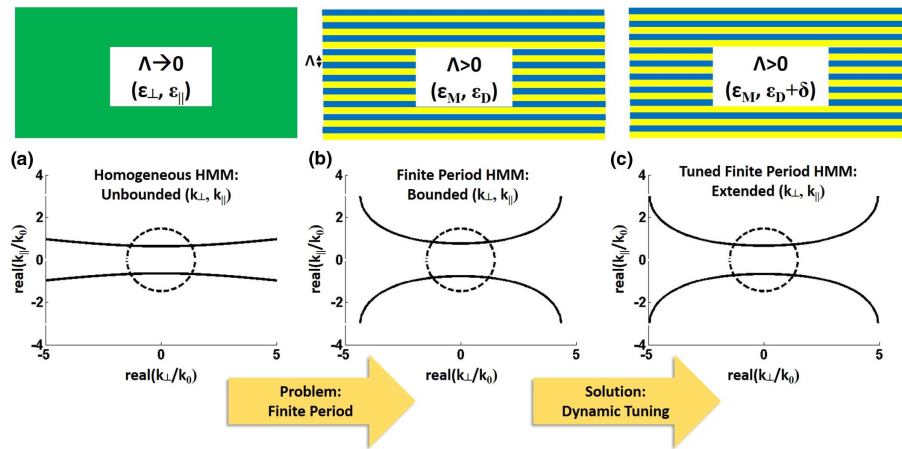 Λ→0
(ε⊥, ε||)
Λ
Λ>0
(εM, εD)
Λ>0
(εM, εD+δ)
(a)
Homogeneous HMM:
Unbounded (k⊥, k||)
(b)
Finite Period HMM:
Bounded (k⊥, k||)
(c)
Tuned Finite Period HMM:
Extended (k⊥, k||)
real(k||/k0)
4
2
0
-2
-4
-5
0
5
real(k⊥/k0)
real(k||/k0)
4
2
0
-2
-4
-5
0
5
real(k⊥/k0)
real(k||/k0)
4
2
0
-2
-4
-5
0
5
real(k⊥/k0)
Problem:
Finite Period
Solution:
Dynamic Tuning